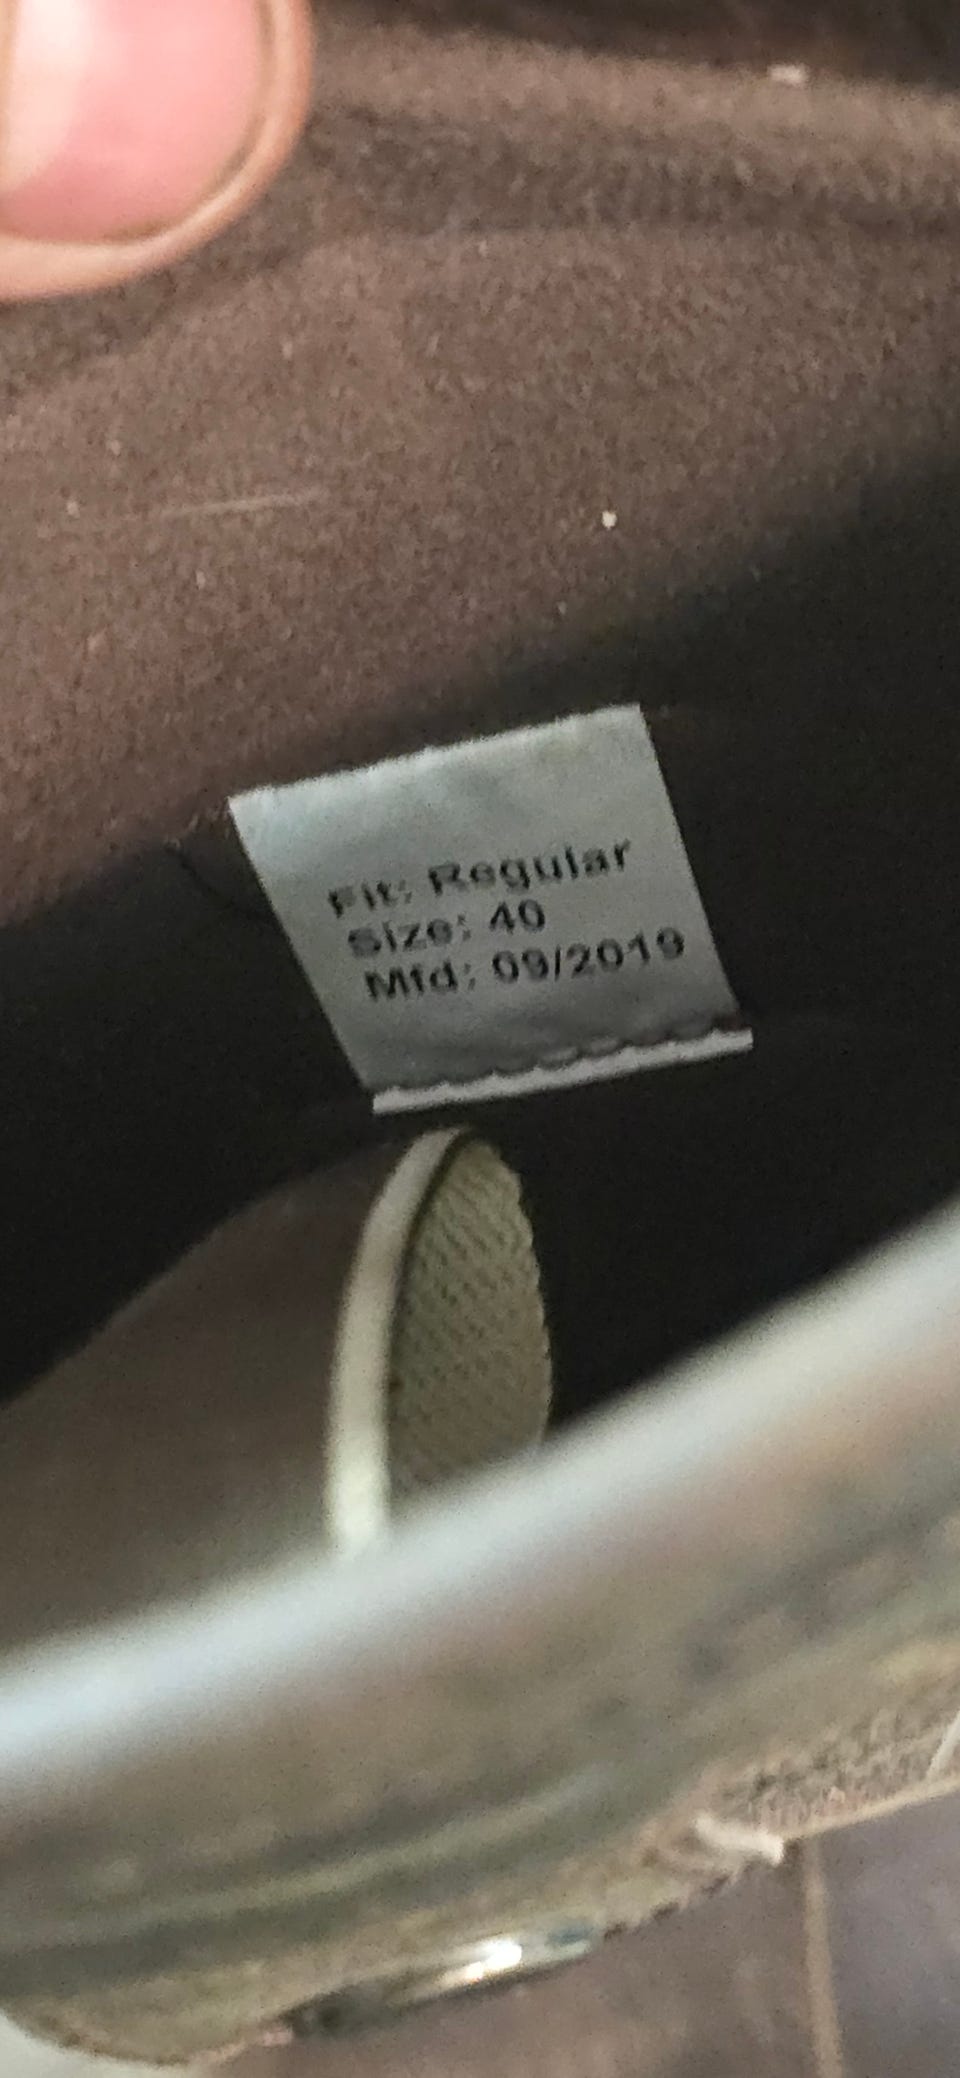 Fit: Regular
Size: 40
Mfd: 09/2019